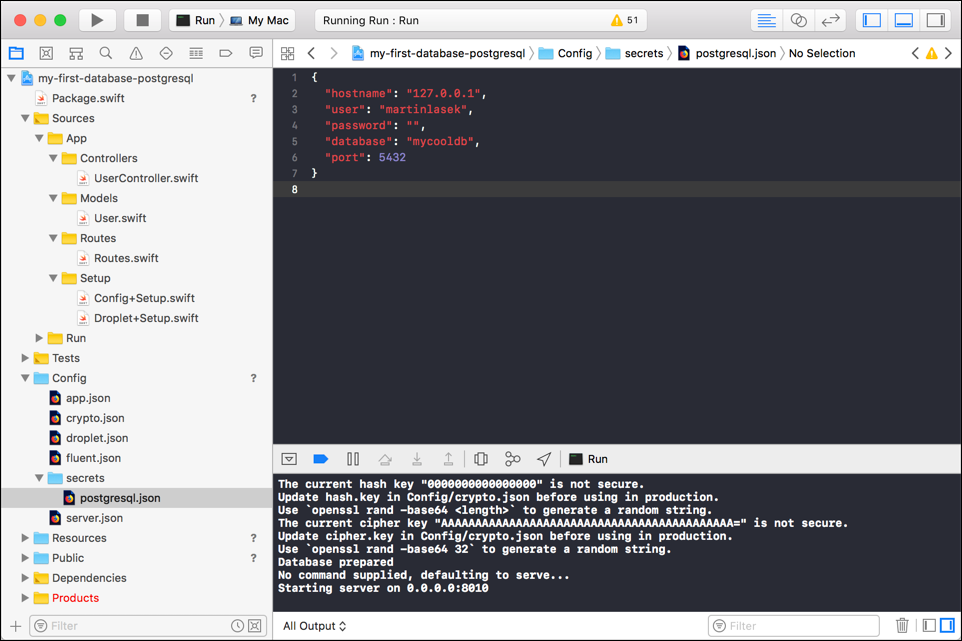 Run My Mac Running Run : Run 51
my-first-database-postgresql Config secrets postgresql.json No Selection
my-first-database-postgresql
Package.swift ?
Sources
App
Controllers
UserController.swift
Models
User.swift
Routes
Routes.swift
Setup
Config+Setup.swift
Droplet+Setup.swift
Run
Tests
Config ?
app.json
crypto.json
droplet.json
fluent.json
secrets
postgresql.json
server.json
Resources ?
Public ?
Dependencies
Products
Filter
1 {
2 "hostname": "127.0.0.1",
3 "user": "martinlasek",
4 "password": "",
5 "database": "mycooldb",
6 "port": 5432
7 }
8
Run
The current hash key "0000000000000000" is not secure.
Update hash.key in Config/crypto.json before using in production.
Use `openssl rand -base64 <length>` to generate a random string.
The current cipher key "AAAAAAAAAAAAAAAAAAAAAAAAAAAAAAAAAAAAAAAAAAA=" is not secure.
Update cipher.key in Config/crypto.json before using in production.
Use `openssl rand -base64 32` to generate a random string.
Database prepared
No command supplied, defaulting to serve...
Starting server on 0.0.0.0:8010
All Output Filter